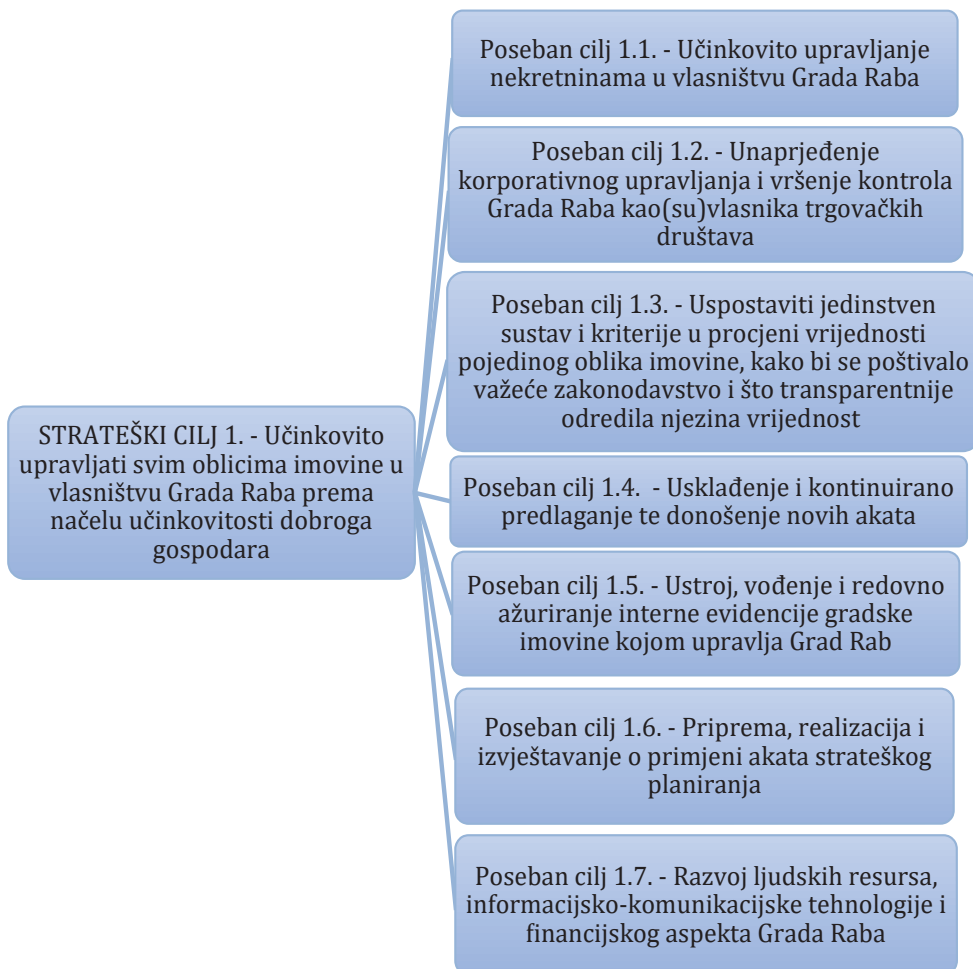 Poseban cilj 1.1. - Učinkovito upravljanje
nekretninama u vlasništvu Grada Raba
Poseban cilj 1.2. - Unaprjeđenje
korporativnog upravljanja i vršenje kontrola
Grada Raba kao(su)vlasnika trgovačkih
društava
Poseban cilj 1.3. - Uspostaviti jedinstven
sustav i kriterije u procjeni vrijednosti
pojedinog oblika imovine, kako bi se poštivalo
važeće zakonodavstvo i što transparentnije
odredila njezina vrijednost
STRATEŠKI CILJ 1. - Učinkovito
upravljati svim oblicima imovine u
vlasništvu Grada Raba prema
načelu učinkovitosti dobroga
gospodara
Poseban cilj 1.4. - Usklađenje i kontinuirano
predlaganje te donošenje novih akata
Poseban cilj 1.5. - Ustroj, vođenje i redovno
ažuriranje interne evidencije gradske
imovine kojom upravlja Grad Rab
Poseban cilj 1.6. - Priprema, realizacija i
izvještavanje o primjeni akata strateškog
planiranja
Poseban cilj 1.7. - Razvoj ljudskih resursa,
informacijsko-komunikacijske tehnologije i
financijskog aspekta Grada Raba